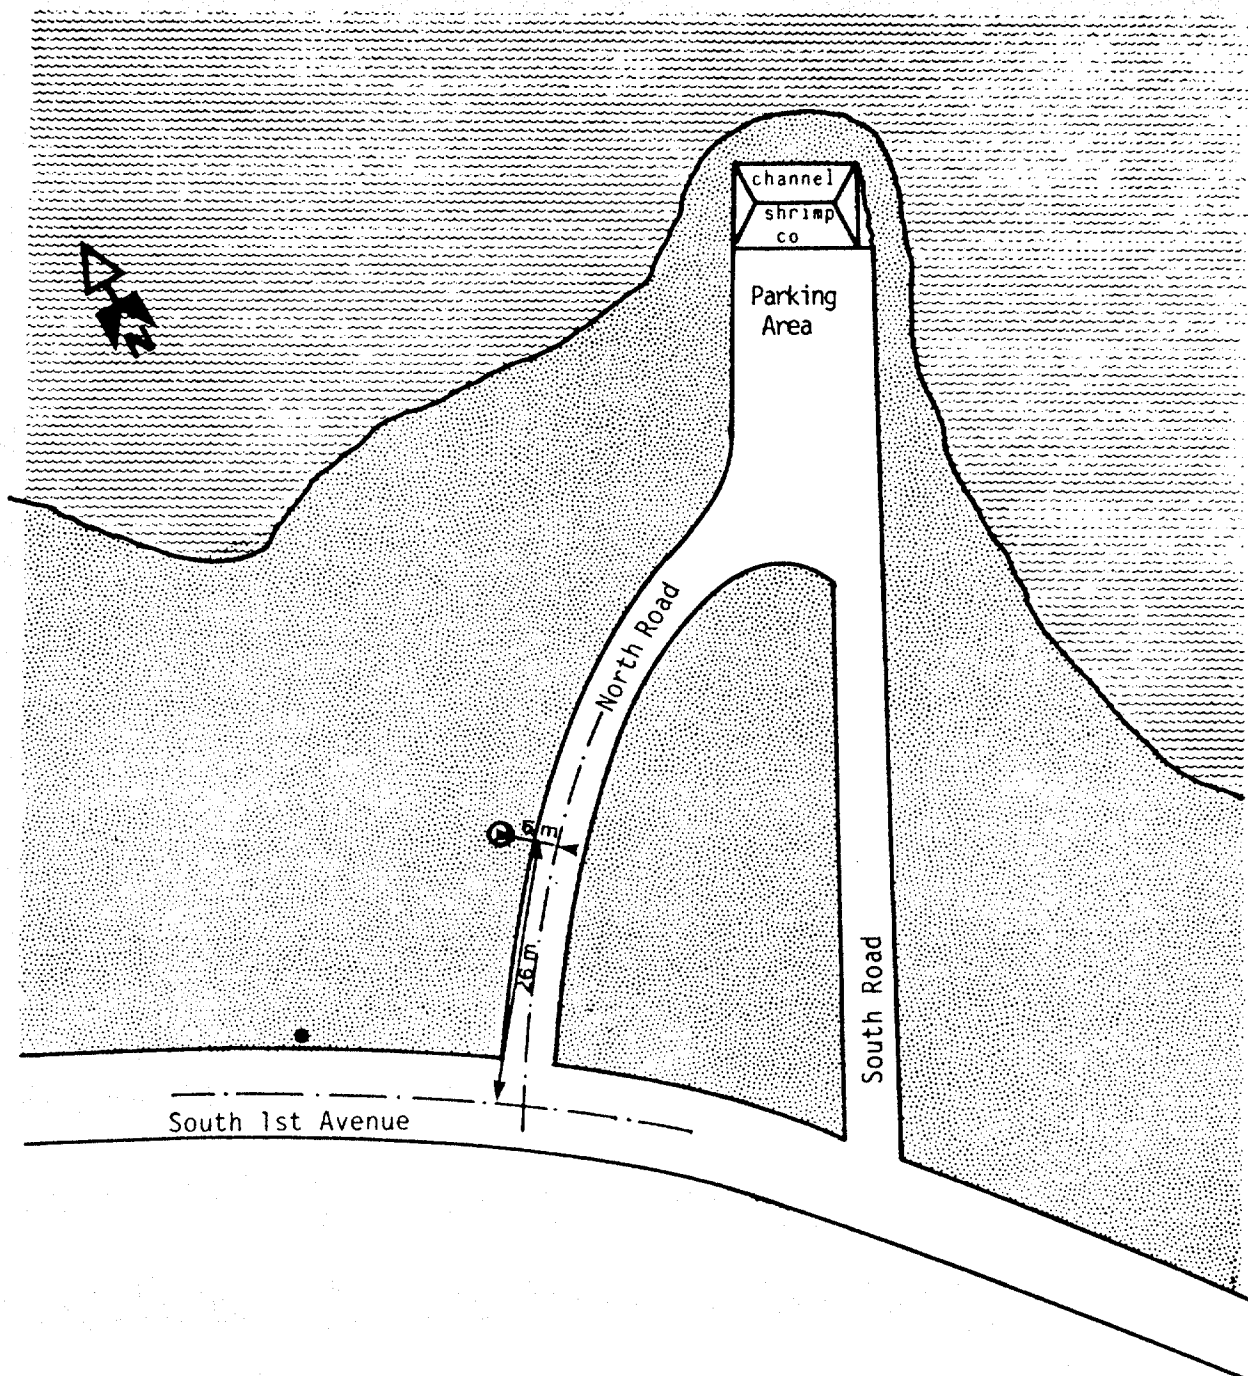 channel
shrimp
co
Parking
Area
N
North Road
6 m
26 m
South Road
South 1st Avenue